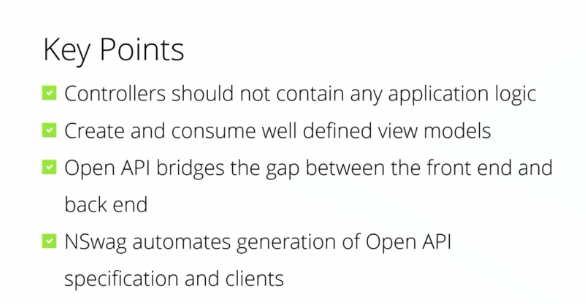 Key Points
Controllers should not contain any application logic
Create and consume well defined view models
Open API bridges the gap between the front end and
back end
NSwag automates generation of Open API
specification and clients